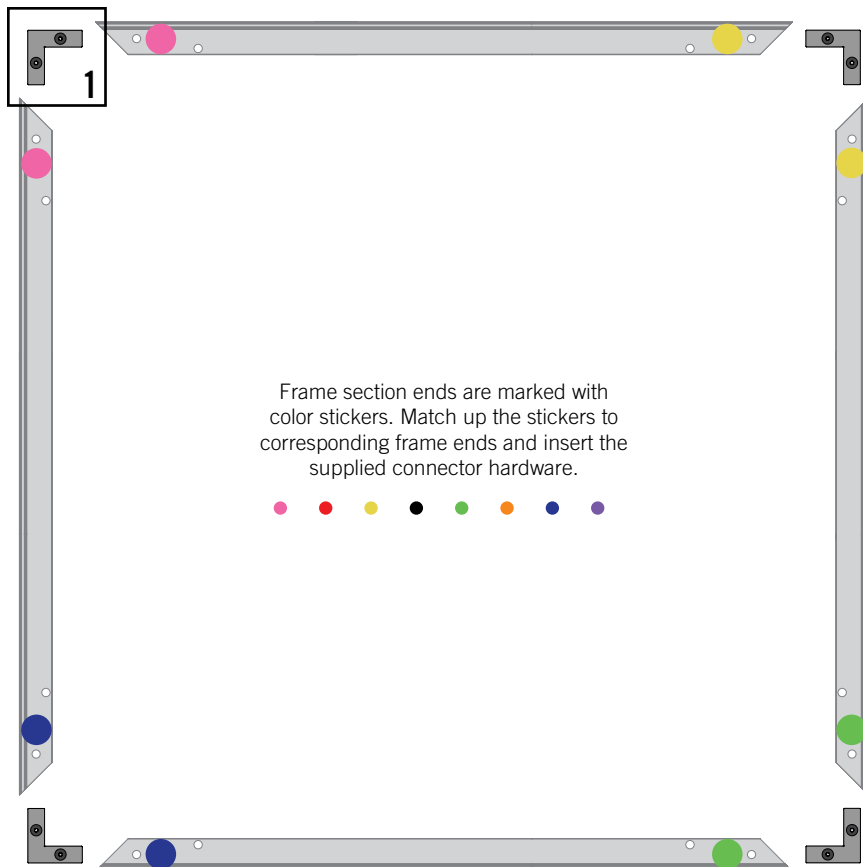 1
Frame section ends are marked with
color stickers. Match up the stickers to
corresponding frame ends and insert the
supplied connector hardware.